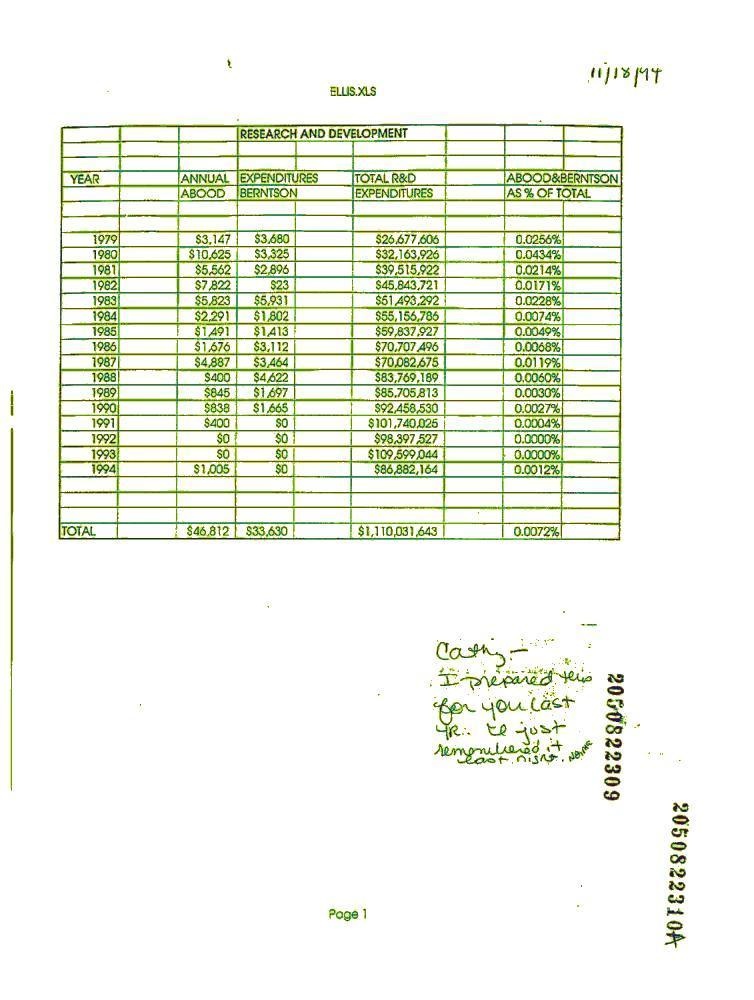 11/18/94
ELLIS.XLS
RESEARCH AND DEVELOPMENT
YEAR ANNUAL EXPENDITURES TOTAL R&D ABOOD&BERNTSON
ABOOD BERNTSON EXPENDITURES AS % OF TOTAL
1979 $3,147 $3,680 $26,677,606 0.0256%
1980 $10,625 $3,325 $32,163,926 0.0434%
1981 $5,562 $2,896 $39,515,922 0.0214%
1982 $7,822 $23 $45,843,721 0.0171%
1983 $5,823 $5,931 $51,493,292 0.0228%
1984 $2,291 $1,802 $55,156,786 0.0074%
1985 $1,491 $1,413 $59,837,927 0.0049%
1986 $1,676 $3,112 $70,707,496 0.0068%
1987 $4,887 $3,464 $70,082,675 0.0119%
1988 $400 $4,622 $83,769,189 0.0060%
1989 $845 $1,697 $85,705,813 0.0030%
1990 $838 $1,665 $92,458,530 0.0027%
1991 $400 $0 $101,740,026 0.0004%
1992 $0 $0 $98,397,527 0.0000%
1993 $0 $0 $109,599,044 0.0000%
1994 $1,005 $0 $86,882,164 0.0012%
TOTAL $46,812 $33,630 $1,110,031,643 0.0072%
Cathy -
I prepared this
for you last
YR. just
remembered it
last night.
2050822309
2050822310A
Page 1